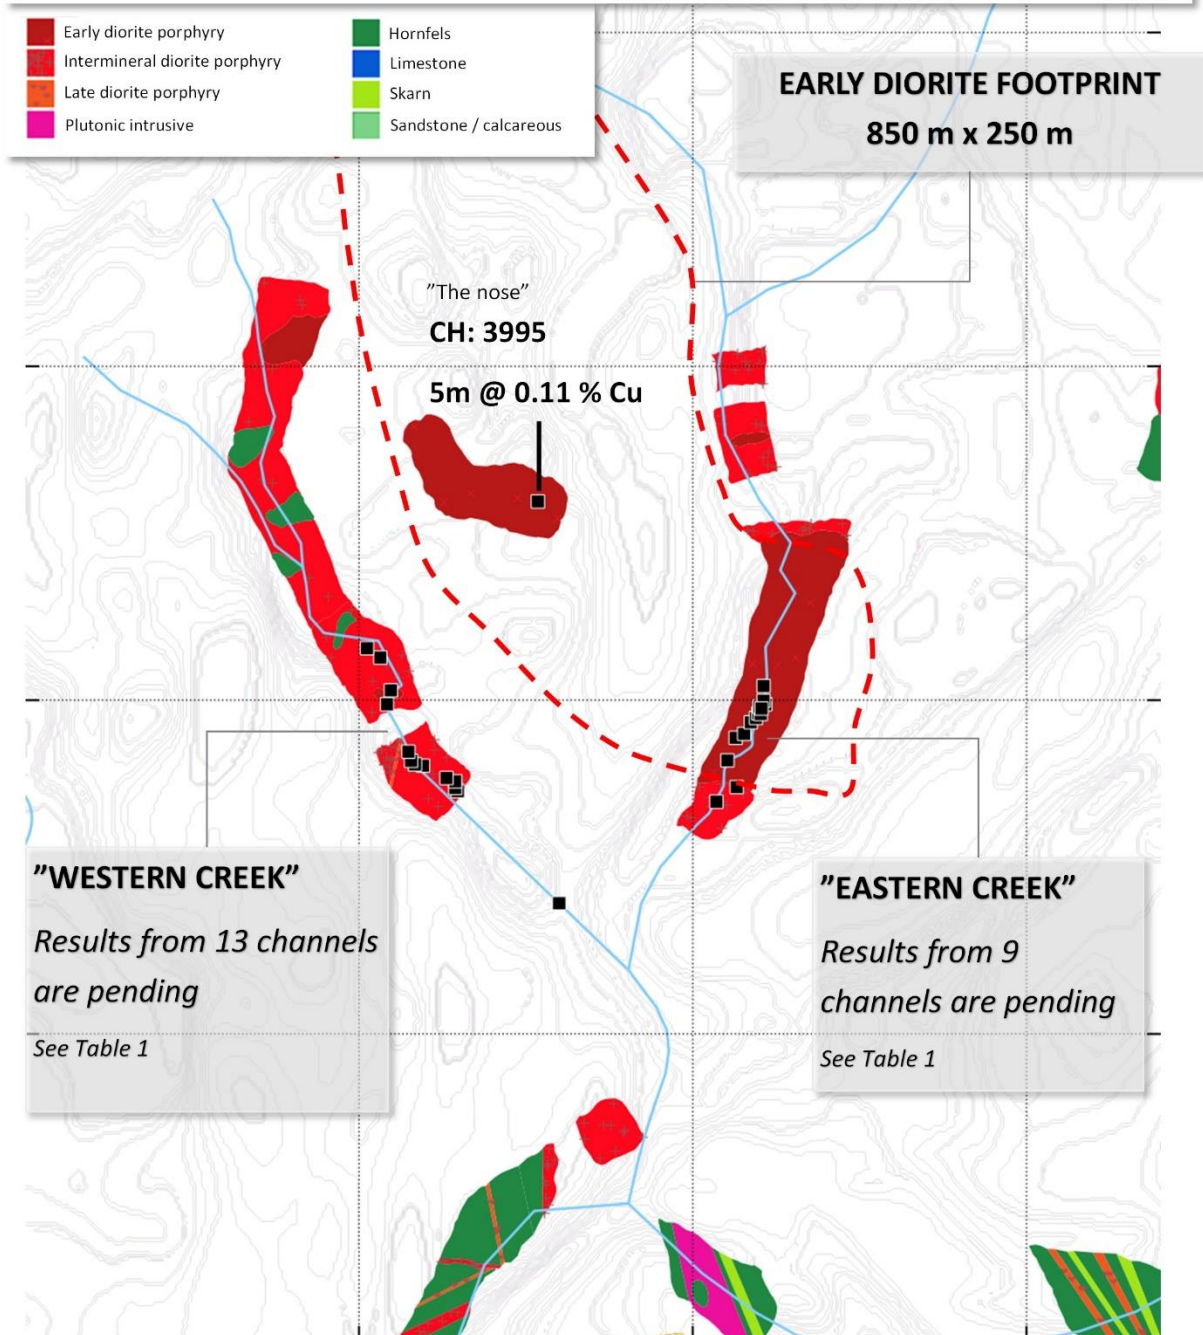 Early diorite porphyry
Intermineral diorite porphyry
Late diorite porphyry
Plutonic intrusive
Hornfels
Limestone
Skarn
Sandstone / calcareous
EARLY DIORITE FOOTPRINT
850 m x 250 m
”The nose”
CH: 3995
5m @ 0.11 % Cu
”WESTERN CREEK”
Results from 13 channels
are pending
See Table 1
”EASTERN CREEK”
Results from 9
channels are pending
See Table 1